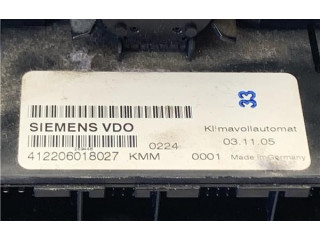 33
SIEMENS VDO
Klimavollautomat
0224
03.11.05
412206018027 KMM 0001 Made in Germany